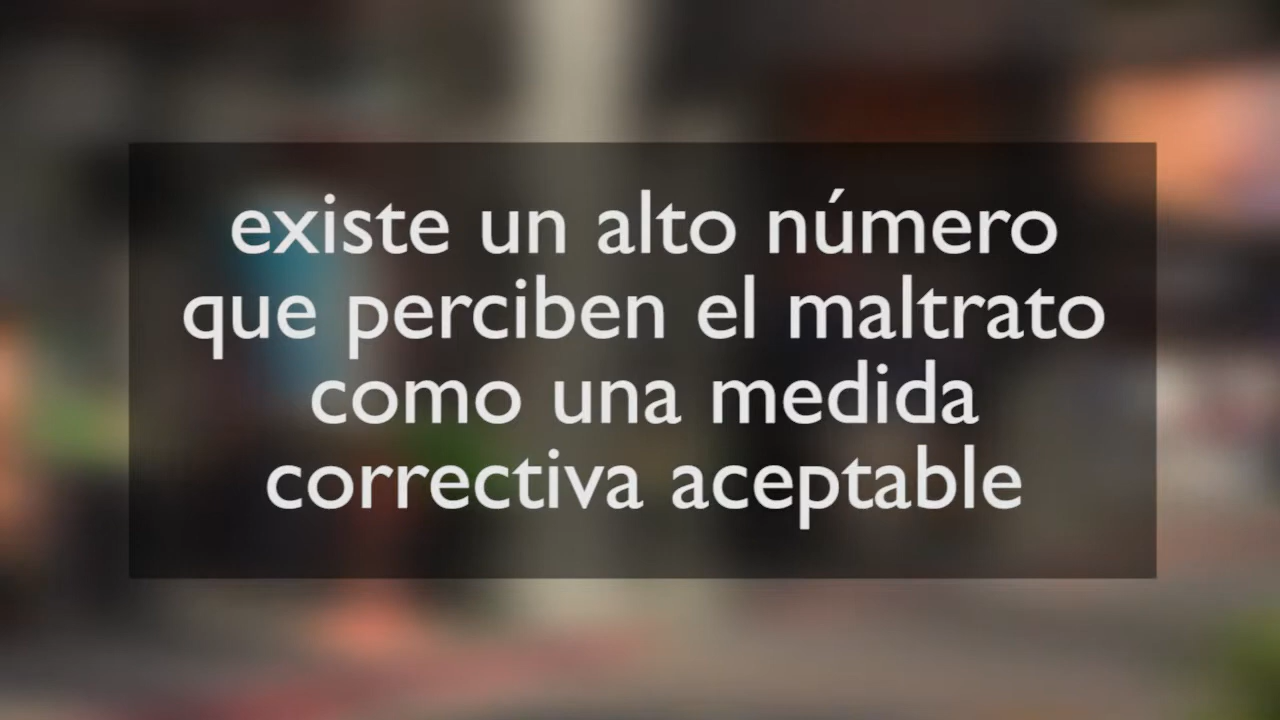 existe un alto número
que perciben el maltrato
como una medida
correctiva aceptable